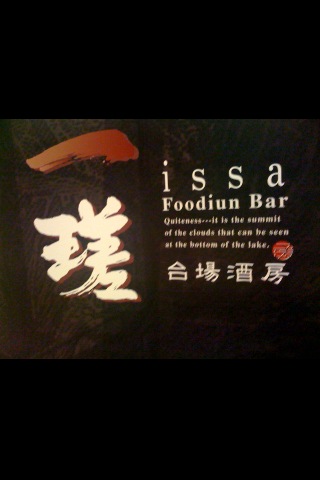 一瑳
issa
Foodiun Bar
Quiteness---it is the summit
of the clouds that can be seen
at the bottom of the lake.
台場酒房